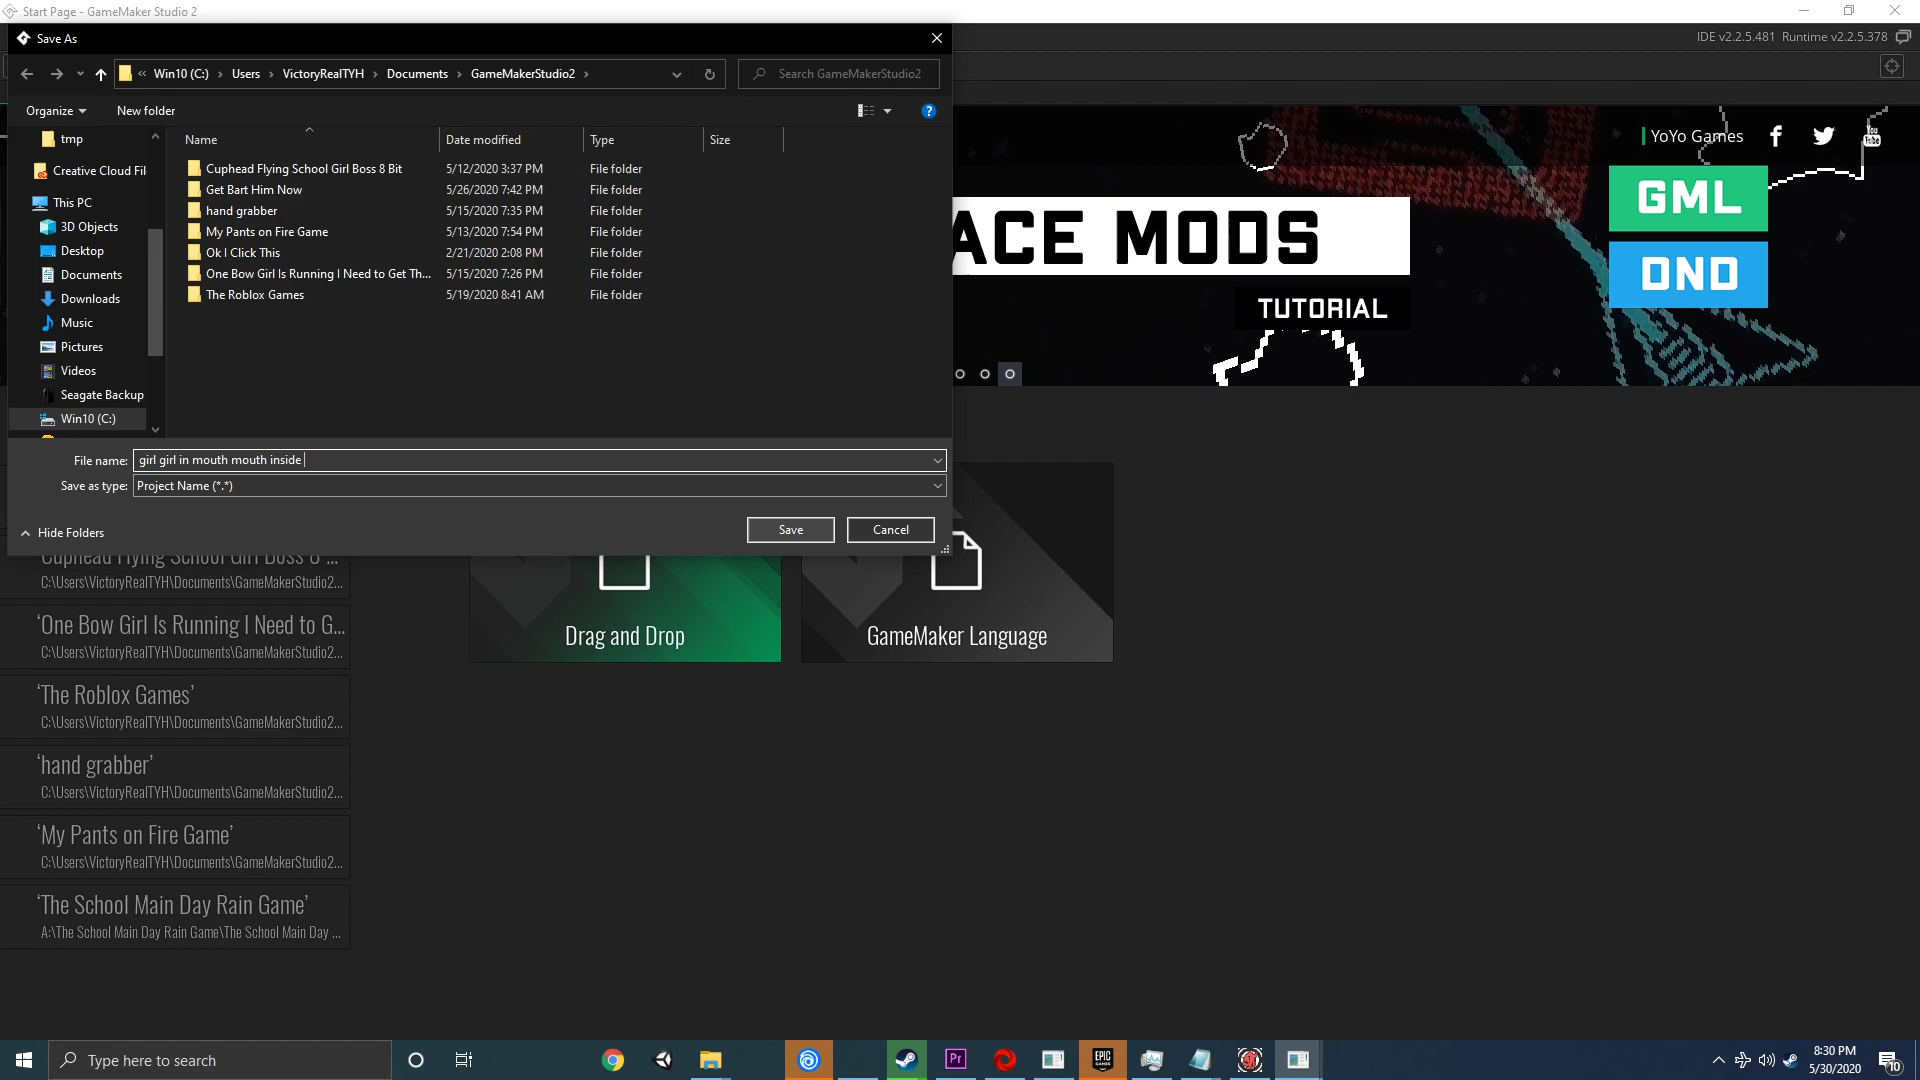 Start Page - GameMaker Studio 2
IDE v2.2.5.481 Runtime v2.2.5.378
Save As
« Win10 (C:) › Users › VictoryRealTYH › Documents › GameMakerStudio2 ›
Search GameMakerStudio2
Organize
New folder
tmp
Creative Cloud Fil
This PC
3D Objects
Desktop
Documents
Downloads
Music
Pictures
Videos
Seagate Backup
Win10 (C:)
Name Date modified Type Size
Cuphead Flying School Girl Boss 8 Bit 5/12/2020 3:37 PM File folder
Get Bart Him Now 5/26/2020 7:42 PM File folder
hand grabber 5/15/2020 7:35 PM File folder
My Pants on Fire Game 5/13/2020 7:54 PM File folder
Ok I Click This 2/21/2020 2:08 PM File folder
One Bow Girl Is Running I Need to Get Th... 5/15/2020 7:26 PM File folder
The Roblox Games 5/19/2020 8:41 AM File folder
File name: girl girl in mouth mouth inside
Save as type: Project Name (*.*)
Hide Folders
Save
Cancel
YoYo Games
You
Tube
ACE MODS
TUTORIAL
GML
DND
Cuphead Flying School Girl Boss 8 ...
C:\Users\VictoryRealTYH\Documents\GameMakerStudio2...
‘One Bow Girl Is Running I Need to G...
C:\Users\VictoryRealTYH\Documents\GameMakerStudio2...
‘The Roblox Games’
C:\Users\VictoryRealTYH\Documents\GameMakerStudio2...
‘hand grabber’
C:\Users\VictoryRealTYH\Documents\GameMakerStudio2...
‘My Pants on Fire Game’
C:\Users\VictoryRealTYH\Documents\GameMakerStudio2...
‘The School Main Day Rain Game’
A:\The School Main Day Rain Game\The School Main Day ...
Drag and Drop
GameMaker Language
Type here to search
Pr
EPIC
GAMES
8:30 PM
5/30/2020
10